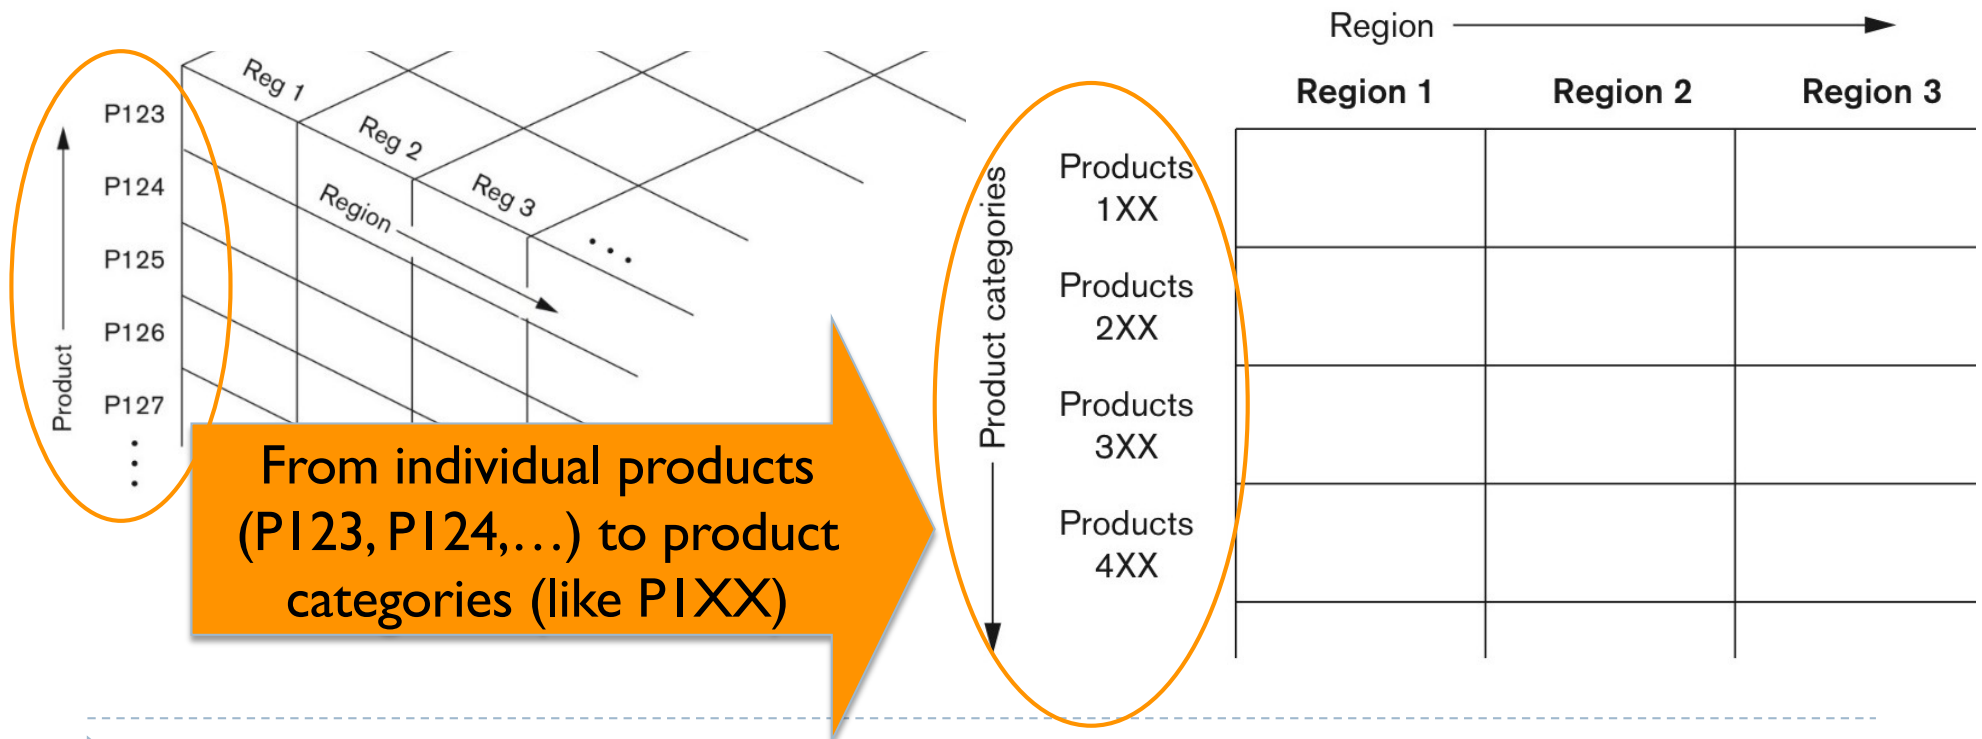 Product
P123
P124
P125
P126
P127
Reg 1
Reg 2
Reg 3
Region
From individual products
(P123, P124,…) to product
categories (like P1XX)
Region
Region 1
Region 2
Region 3
Product categories
Products
1XX
Products
2XX
Products
3XX
Products
4XX